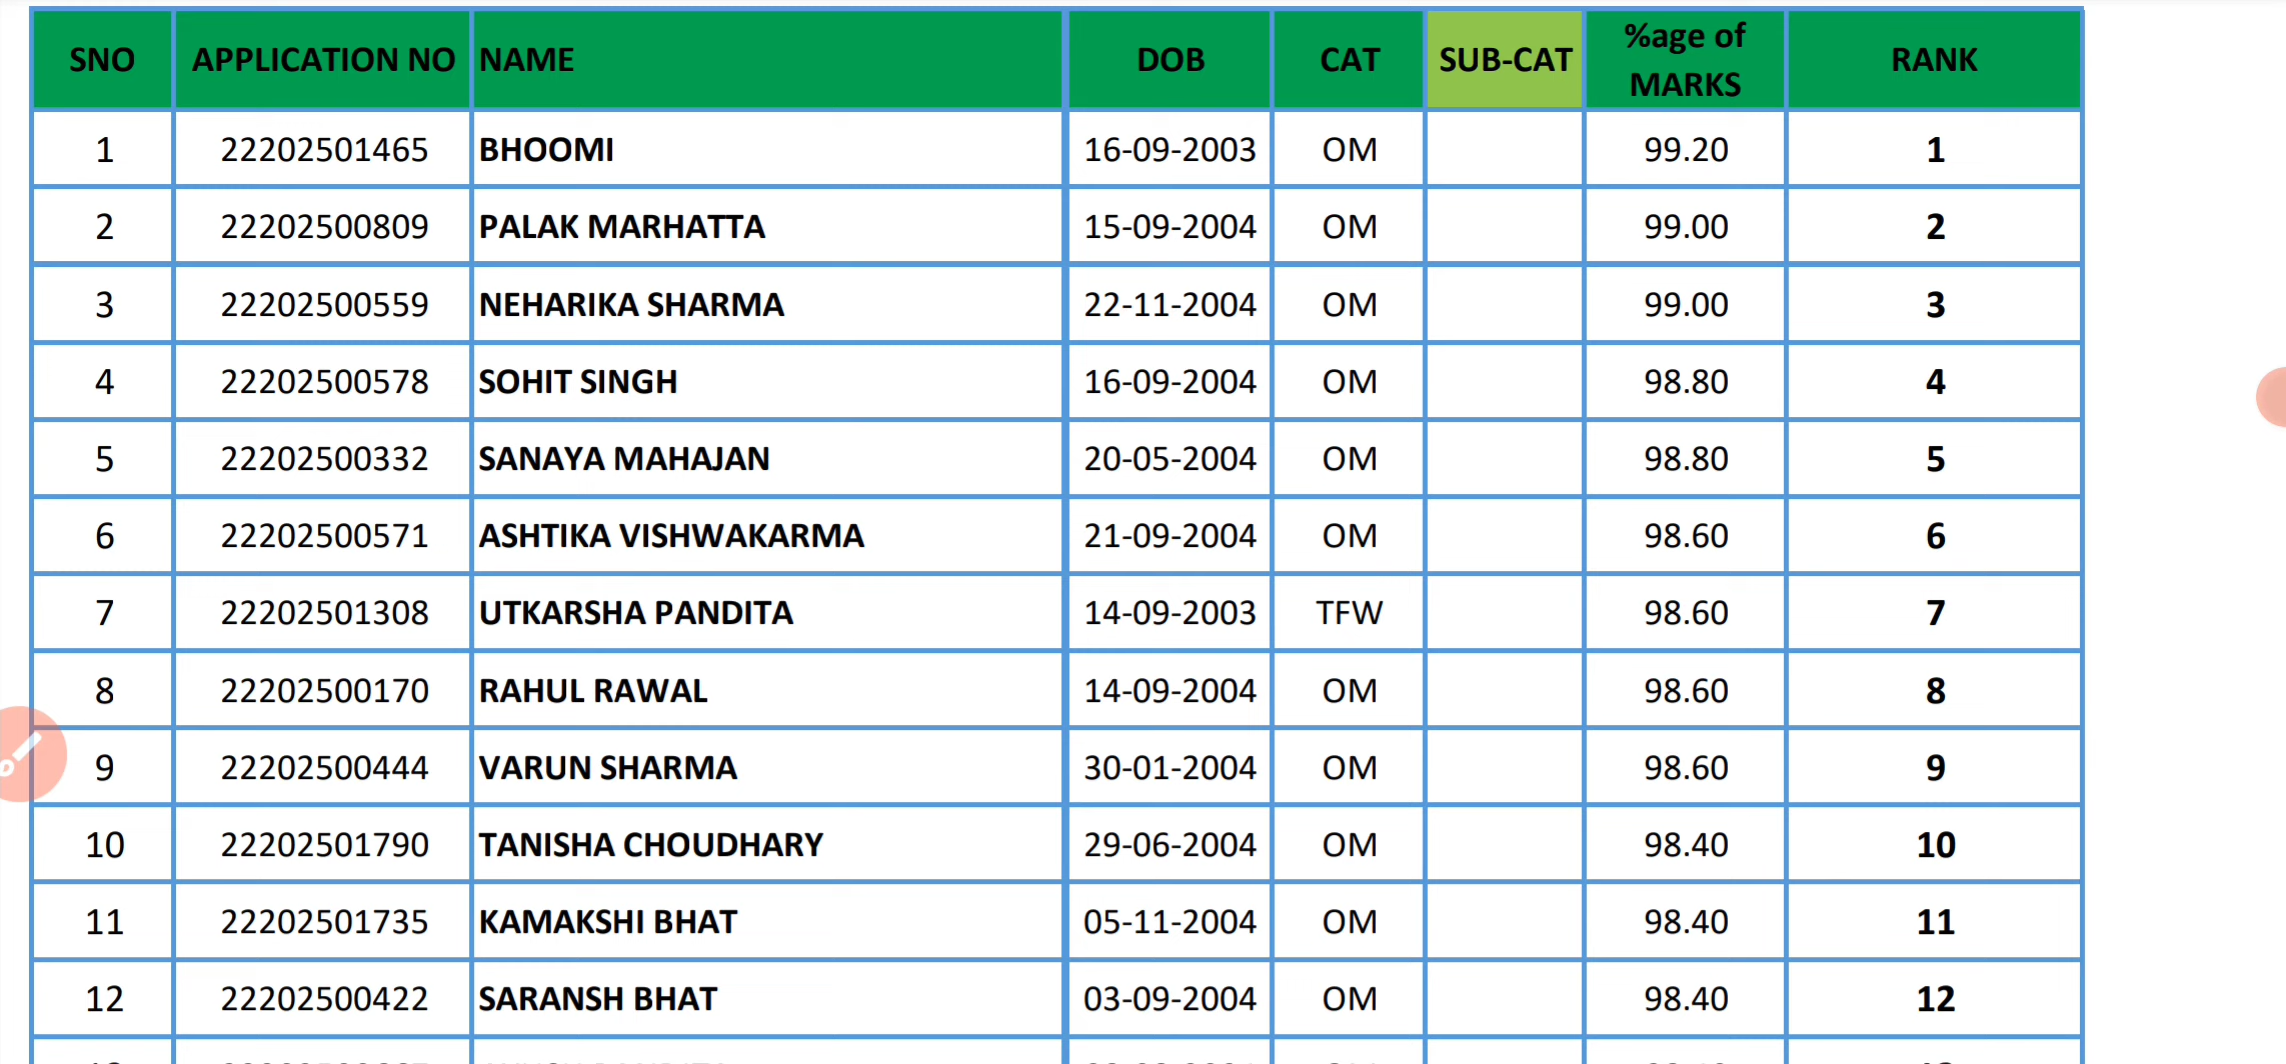 SNO APPLICATION NO NAME DOB CAT SUB-CAT %age of MARKS RANK
1 22202501465 BHOOMI 16-09-2003 OM 99.20 1
2 22202500809 PALAK MARHATTA 15-09-2004 OM 99.00 2
3 22202500559 NEHARIKA SHARMA 22-11-2004 OM 99.00 3
4 22202500578 SOHIT SINGH 16-09-2004 OM 98.80 4
5 22202500332 SANAYA MAHAJAN 20-05-2004 OM 98.80 5
6 22202500571 ASHTIKA VISHWAKARMA 21-09-2004 OM 98.60 6
7 22202501308 UTKARSHA PANDITA 14-09-2003 TFW 98.60 7
8 22202500170 RAHUL RAWAL 14-09-2004 OM 98.60 8
9 22202500444 VARUN SHARMA 30-01-2004 OM 98.60 9
10 22202501790 TANISHA CHOUDHARY 29-06-2004 OM 98.40 10
11 22202501735 KAMAKSHI BHAT 05-11-2004 OM 98.40 11
12 22202500422 SARANSH BHAT 03-09-2004 OM 98.40 12